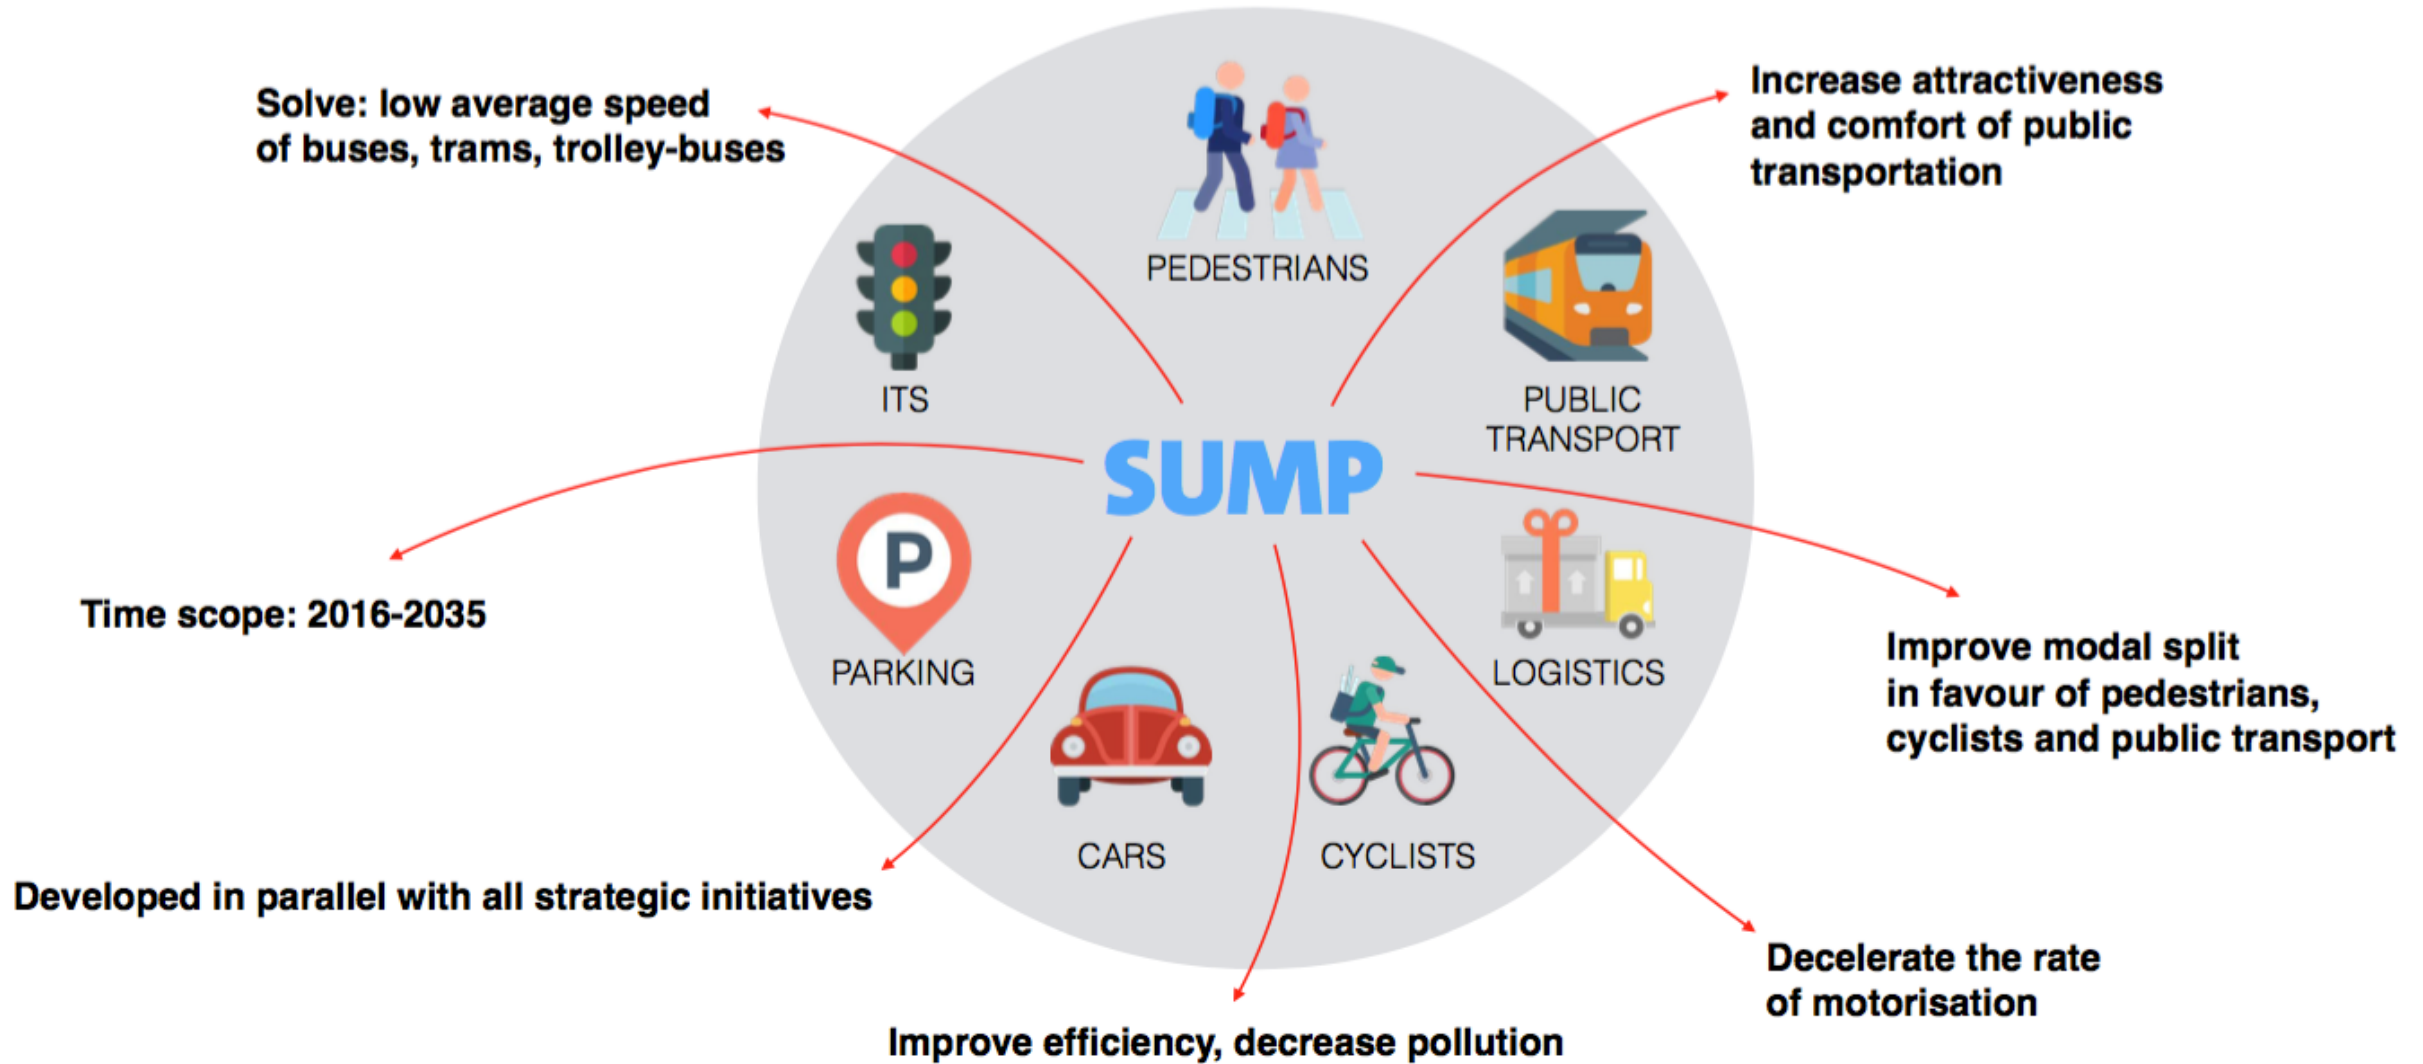 Solve: low average speed
of buses, trams, trolley-buses
Increase attractiveness
and comfort of public
transportation
PEDESTRIANS
ITS
PUBLIC
TRANSPORT
SUMP
P
Time scope: 2016-2035
PARKING
LOGISTICS
Improve modal split
in favour of pedestrians,
cyclists and public transport
CARS
CYCLISTS
Developed in parallel with all strategic initiatives
Decelerate the rate
of motorisation
Improve efficiency, decrease pollution